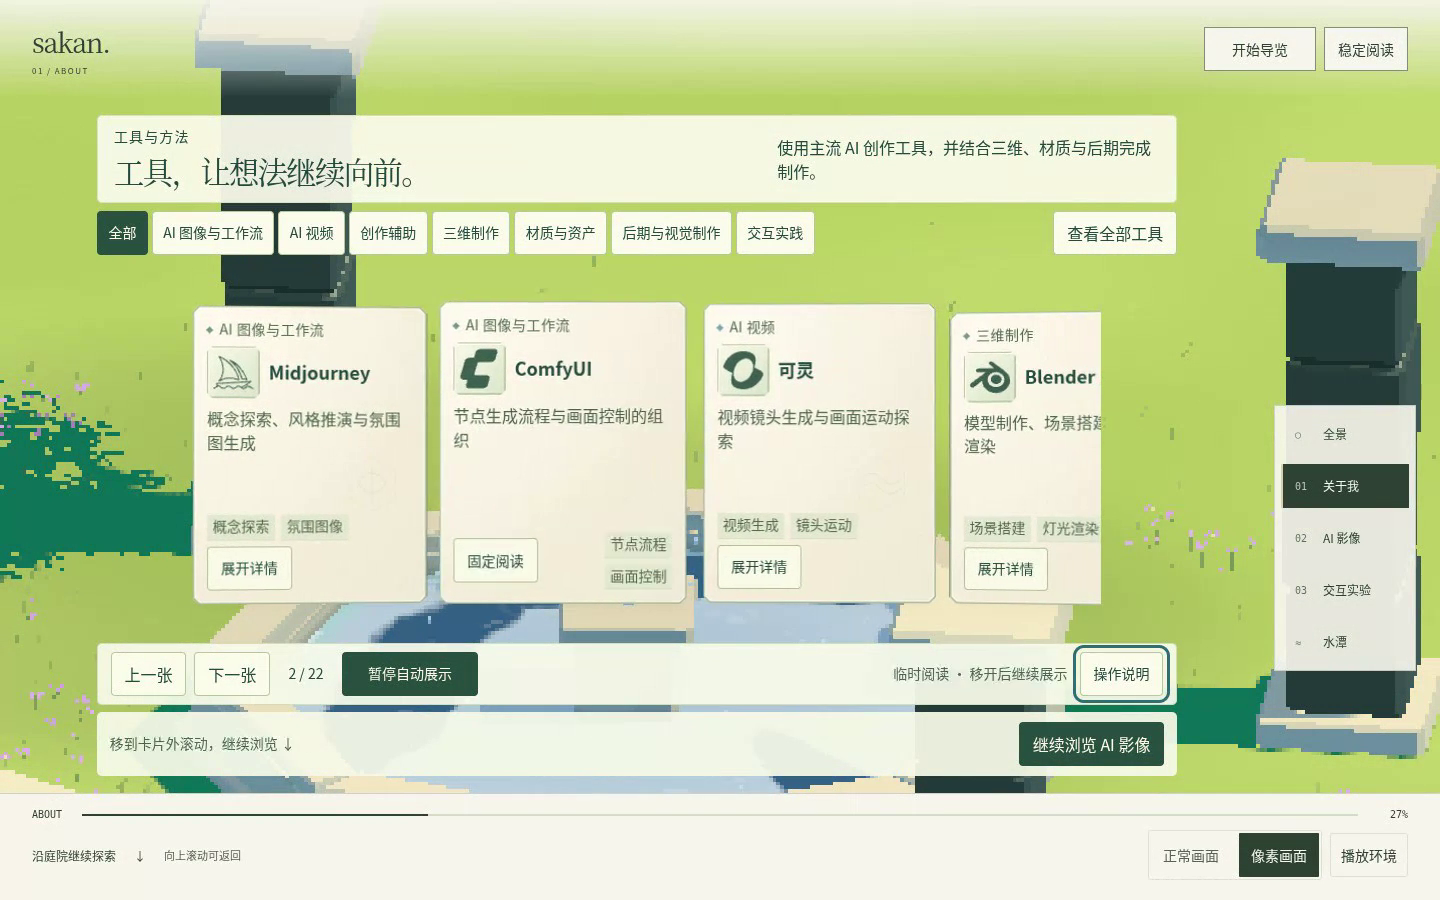 sakan.
01 / ABOUT
开始导览
稳定阅读
工具与方法
工具，让想法继续向前。
使用主流 AI 创作工具，并结合三维、材质与后期完成
制作。
全部
AI 图像与工作流
AI 视频
创作辅助
三维制作
材质与资产
后期与视觉制作
交互实践
查看全部工具
AI 图像与工作流
Midjourney
概念探索、风格推演与氛围
图生成
概念探索
氛围图像
展开详情
AI 图像与工作流
ComfyUI
节点生成流程与画面控制的组
织
固定阅读
节点流程
画面控制
AI 视频
可灵
视频镜头生成与画面运动探
索
视频生成
镜头运动
展开详情
三维制作
Blender
模型制作、场景搭建
渲染
场景搭建
灯光渲染
展开详情
全景
01 关于我
02 AI 影像
03 交互实验
≈ 水潭
上一张
下一张
2 / 22
暂停自动展示
临时阅读 · 移开后继续展示
操作说明
移到卡片外滚动，继续浏览 ↓
继续浏览 AI 影像
ABOUT
27%
沿庭院继续探索 ↓ 向上滚动可返回
正常画面
像素画面
播放环境